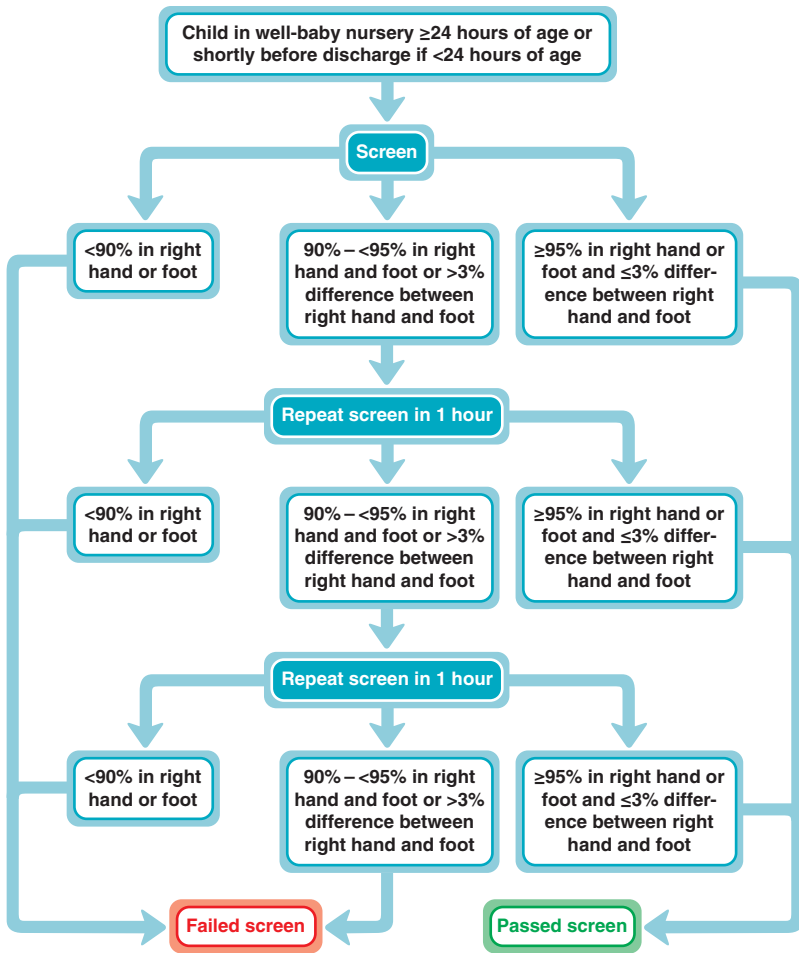 Child in well-baby nursery ≥24 hours of age or
shortly before discharge if <24 hours of age
Screen
<90% in right
hand or foot
90% – <95% in right
hand and foot or >3%
difference between
right hand and foot
≥95% in right hand or
foot and ≤3% differ-
ence between right
hand and foot
Repeat screen in 1 hour
<90% in right
hand or foot
90% – <95% in right
hand and foot or >3%
difference between
right hand and foot
≥95% in right hand or
foot and ≤3% differ-
ence between right
hand and foot
Repeat screen in 1 hour
<90% in right
hand or foot
90% – <95% in right
hand and foot or >3%
difference between
right hand and foot
≥95% in right hand or
foot and ≤3% differ-
ence between right
hand and foot
Failed screen
Passed screen